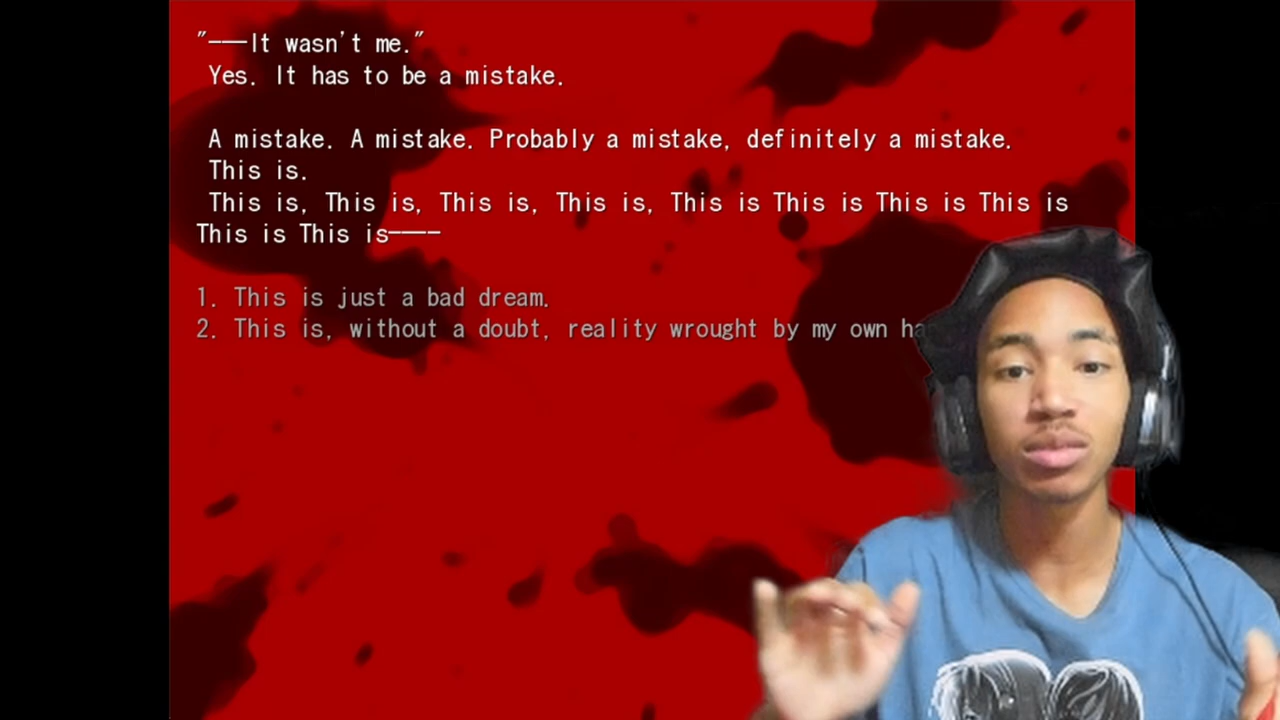 "───It wasn't me."
Yes. It has to be a mistake.
A mistake. A mistake. Probably a mistake, definitely a mistake.
This is.
This is, This is, This is, This is, This is This is This is This is
This is This is────
1. This is just a bad dream.
2. This is, without a doubt, reality wrought by my own